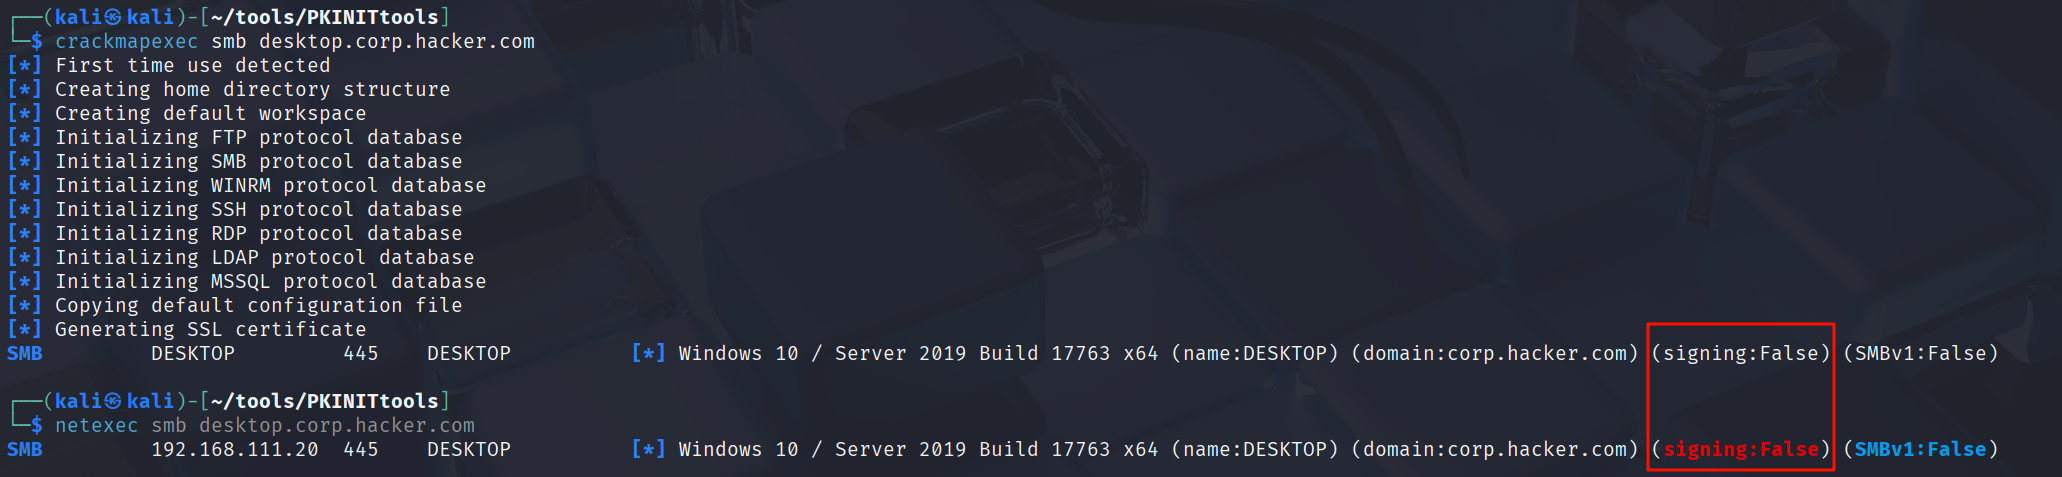 ┌──(kali㉿kali)-[~/tools/PKINITtools]
└─$ crackmapexec smb desktop.corp.hacker.com
[*] First time use detected
[*] Creating home directory structure
[*] Creating default workspace
[*] Initializing FTP protocol database
[*] Initializing SMB protocol database
[*] Initializing WINRM protocol database
[*] Initializing SSH protocol database
[*] Initializing RDP protocol database
[*] Initializing LDAP protocol database
[*] Initializing MSSQL protocol database
[*] Copying default configuration file
[*] Generating SSL certificate
SMB         DESKTOP         445    DESKTOP          [*] Windows 10 / Server 2019 Build 17763 x64 (name:DESKTOP) (domain:corp.hacker.com) (signing:False) (SMBv1:False)
┌──(kali㉿kali)-[~/tools/PKINITtools]
└─$ netexec smb desktop.corp.hacker.com
SMB         192.168.111.20  445    DESKTOP          [*] Windows 10 / Server 2019 Build 17763 x64 (name:DESKTOP) (domain:corp.hacker.com) (signing:False) (SMBv1:False)